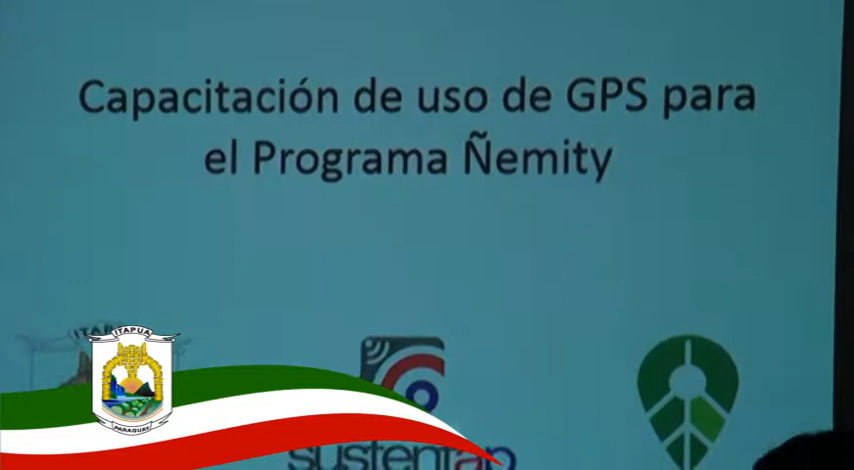 Capacitación de uso de GPS para
el Programa Ñemity
ITAPUA
PARAGUAY